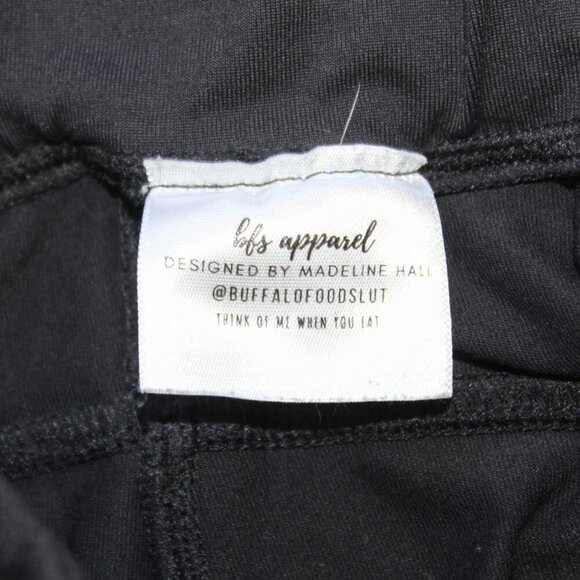 bfs apparel
DESIGNED BY MADELINE HALL
@BUFFALOFOODSLUT
THINK OF ME WHEN YOU EAT